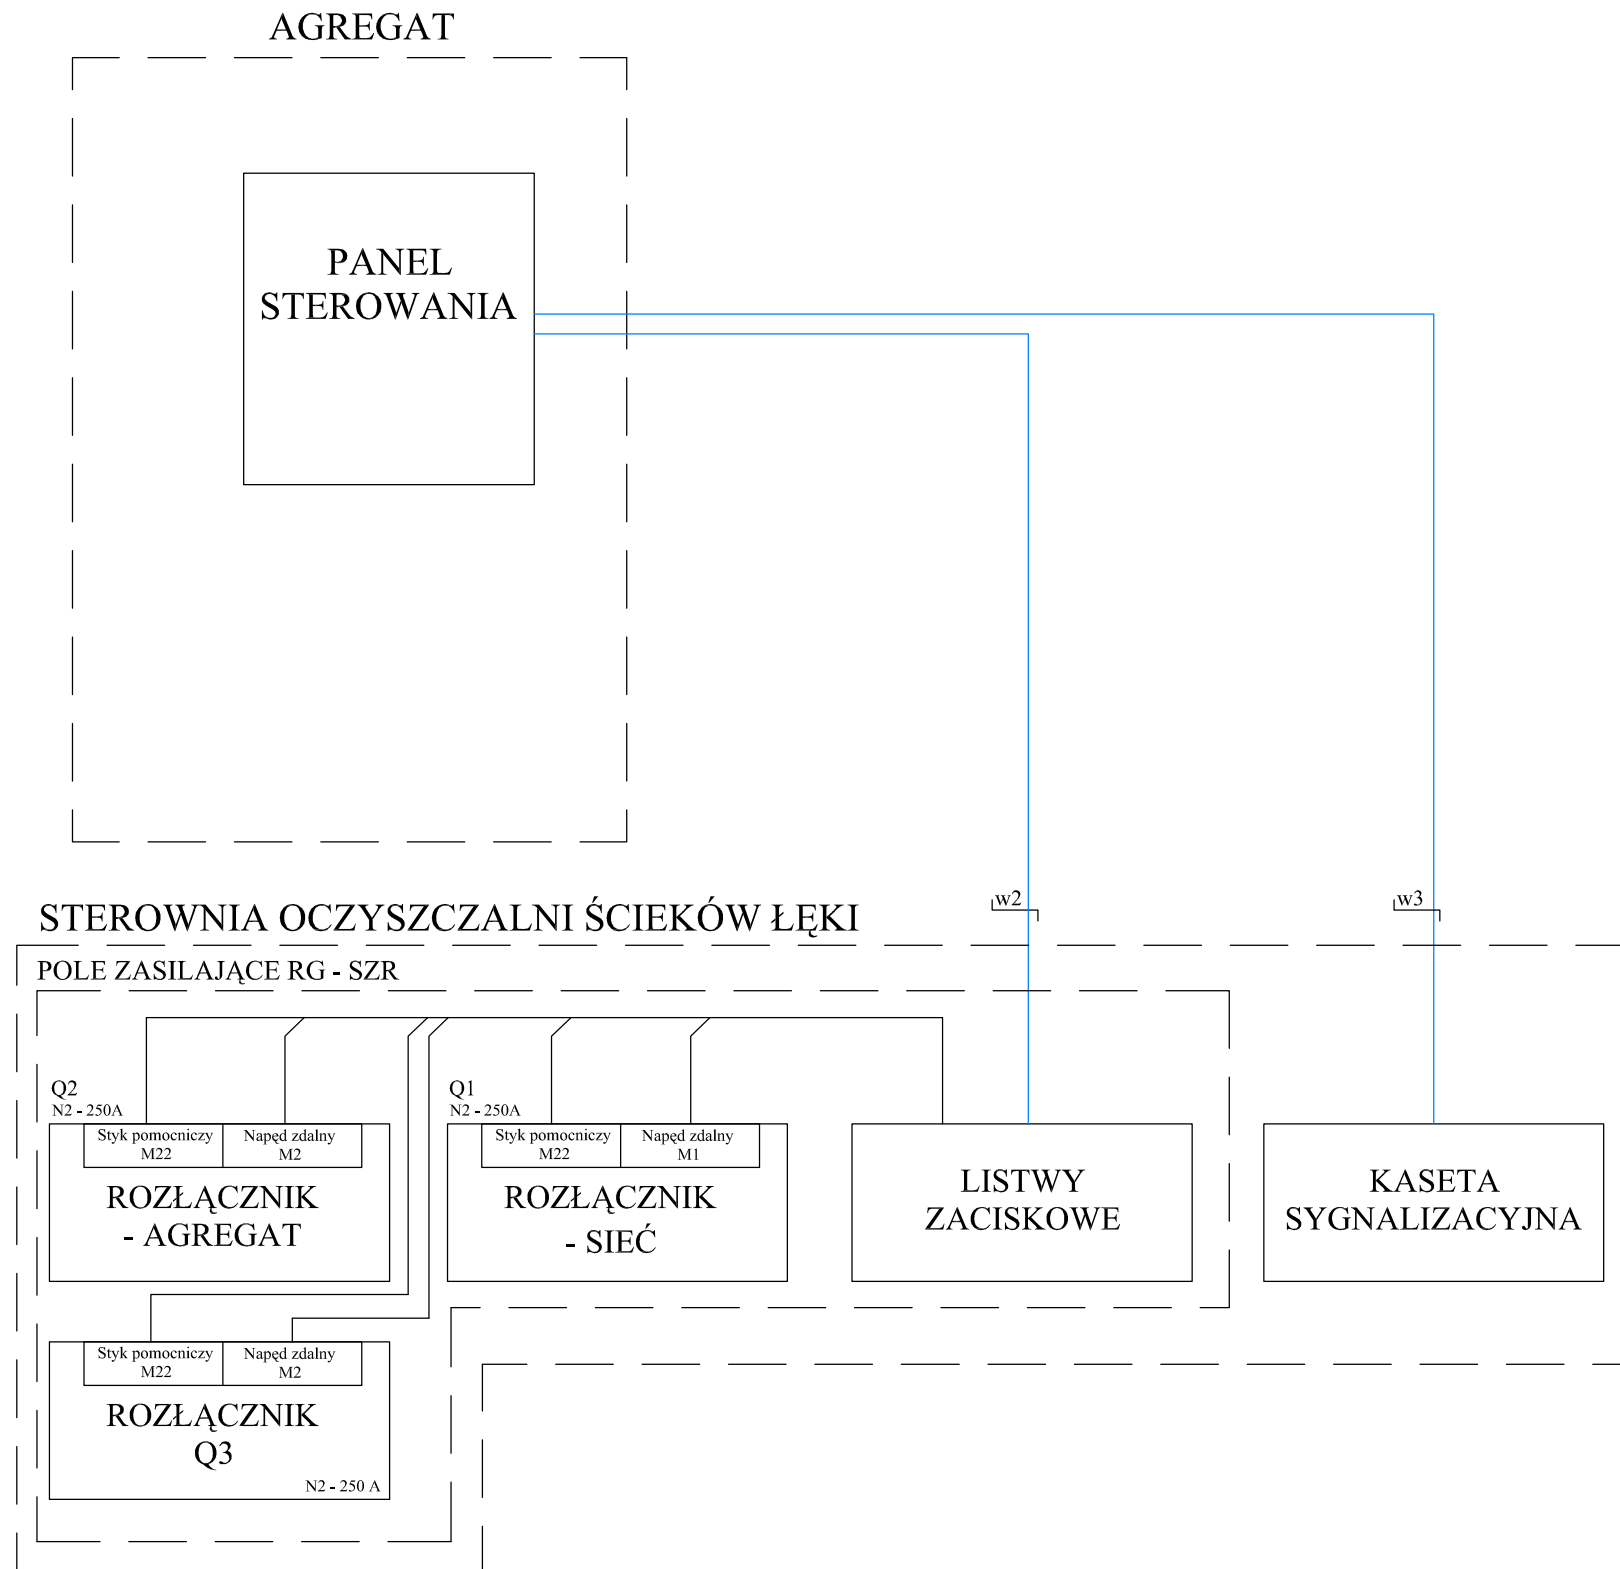 AGREGAT
PANEL
STEROWANIA
w2
w3
STEROWNIA OCZYSZCZALNI ŚCIEKÓW ŁĘKI
POLE ZASILAJĄCE RG - SZR
Q2
N2 - 250A
Styk pomocniczy
M22
Napęd zdalny
M2
ROZŁĄCZNIK
- AGREGAT
Q1
N2 - 250A
Styk pomocniczy
M22
Napęd zdalny
M1
ROZŁĄCZNIK
- SIEĆ
LISTWY
ZACISKOWE
KASETA
SYGNALIZACYJNA
Styk pomocniczy
M22
Napęd zdalny
M2
ROZŁĄCZNIK
Q3
N2 - 250 A